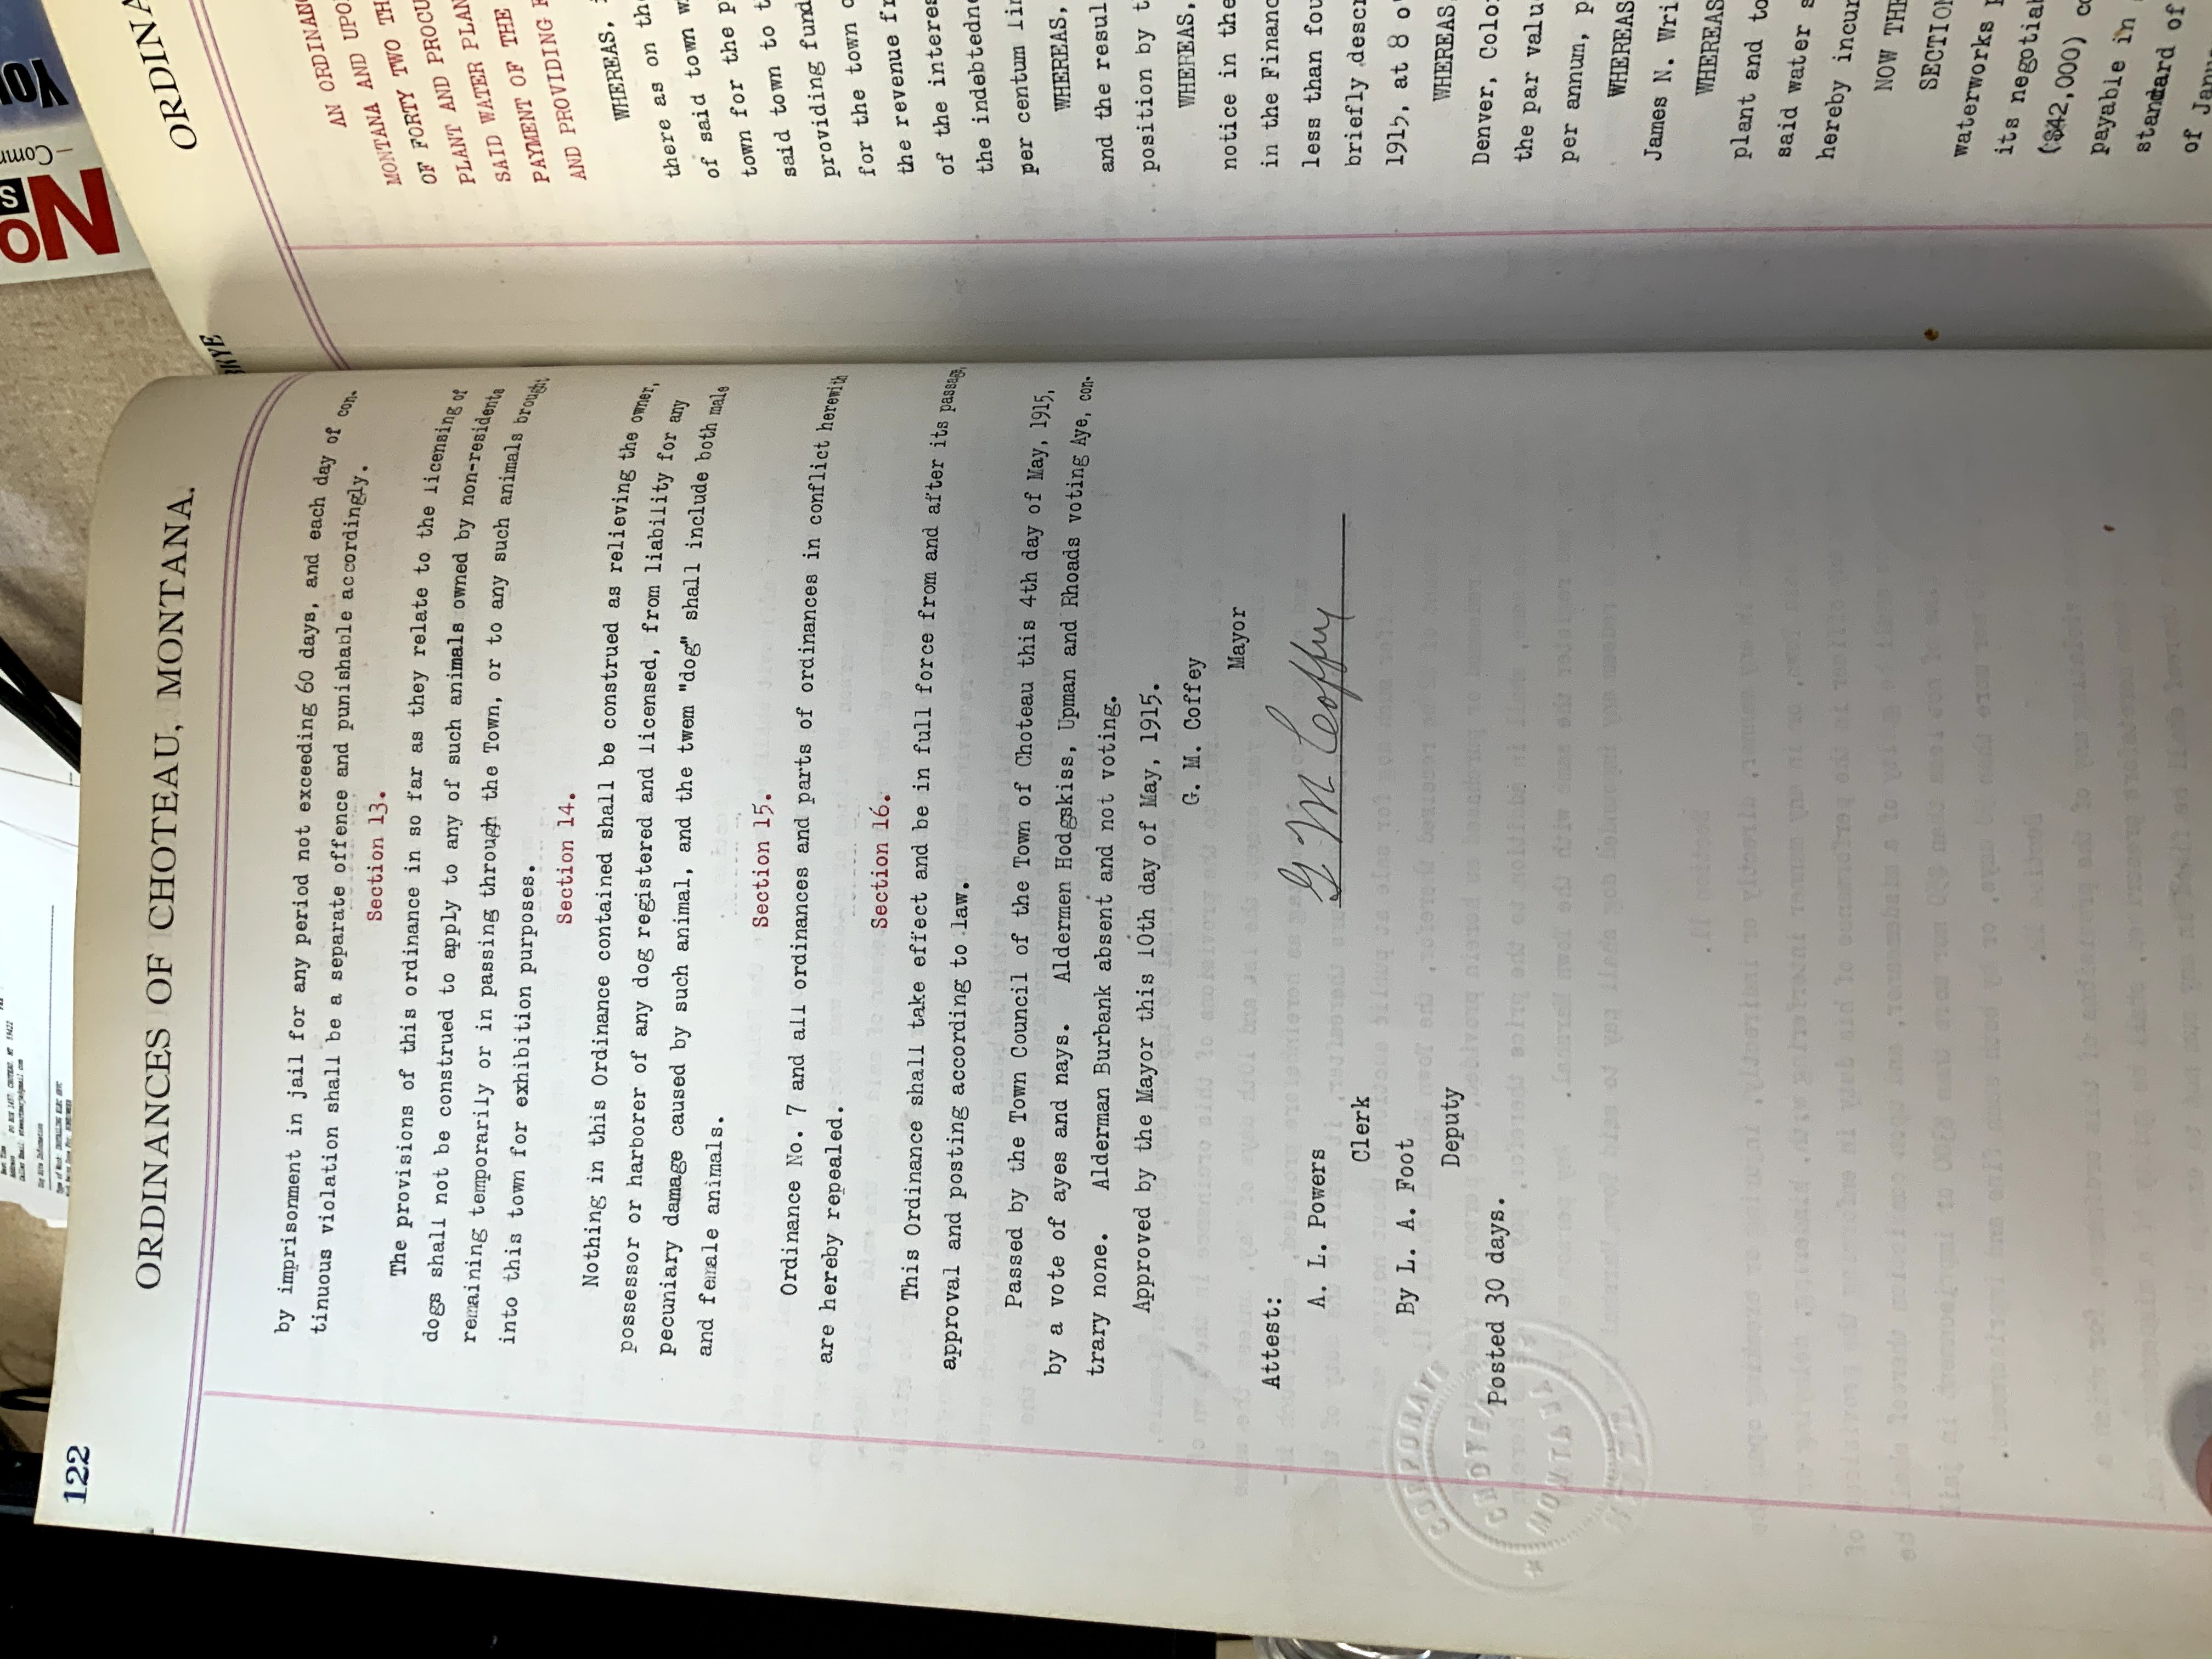 122
ORDINANCES OF CHOTEAU, MONTANA.
by imprisonment in jail for any period not exceeding 60 days, and each day of con-
tinuous violation shall be a separate offence and punishable accordingly.
Section 13.
The provisions of this ordinance in so far as they relate to the licensing of
dogs shall not be construed to apply to any of such animals owned by non-residents
remaining temporarily or in passing through the Town, or to any such animals brought
into this town for exhibition purposes.
Section 14.
Nothing in this Ordinance contained shall be construed as relieving the owner,
possessor or harborer of any dog registered and licensed, from liability for any
pecuniary damage caused by such animal, and the twem "dog" shall include both male
and female animals.
Section 15.
Ordinance No. 7 and all ordinances and parts of ordinances in conflict herewith
are hereby repealed.
Section 16.
This Ordinance shall take effect and be in full force from and after its passage,
approval and posting according to law.
Passed by the Town Council of the Town of Choteau this 4th day of May, 1915,
by a vote of ayes and nays. Aldermen Hodgskiss, Upman and Rhoads voting Aye, con-
trary none. Alderman Burbank absent and not voting.
Approved by the Mayor this 10th day of May, 1915.
G. M. Coffey
Mayor
Attest:
A. L. Powers
Clerk
G. M. Coffey
By L. A. Foot
Deputy
Posted 30 days.
CHOTEAU
MONTANA
ORDINA
AN ORDINANC
MONTANA AND UPO
OF FORTY TWO TH
PLANT AND PROCU
SAID WATER PLAN
PAYMENT OF THE
AND PROVIDING F
WHEREAS,
there as on the
of said town w
town for the p
said town to t
providing fund
for the town o
the revenue fr
of the interes
the indebtedne
per centum lim
WHEREAS,
and the resul
position by t
WHEREAS,
notice in the
in the Financ
less than fou
briefly descr
1915, at 8 o'
WHEREAS
Denver, Colo
the par valu
per annum, p
WHEREAS
James N. Wri
WHEREAS
plant and to
said water s
hereby incur
NOW THE
SECTION
waterworks
its negotial
($42,000) co
payable in
standard of
of Janu
No
S
Comm
YO